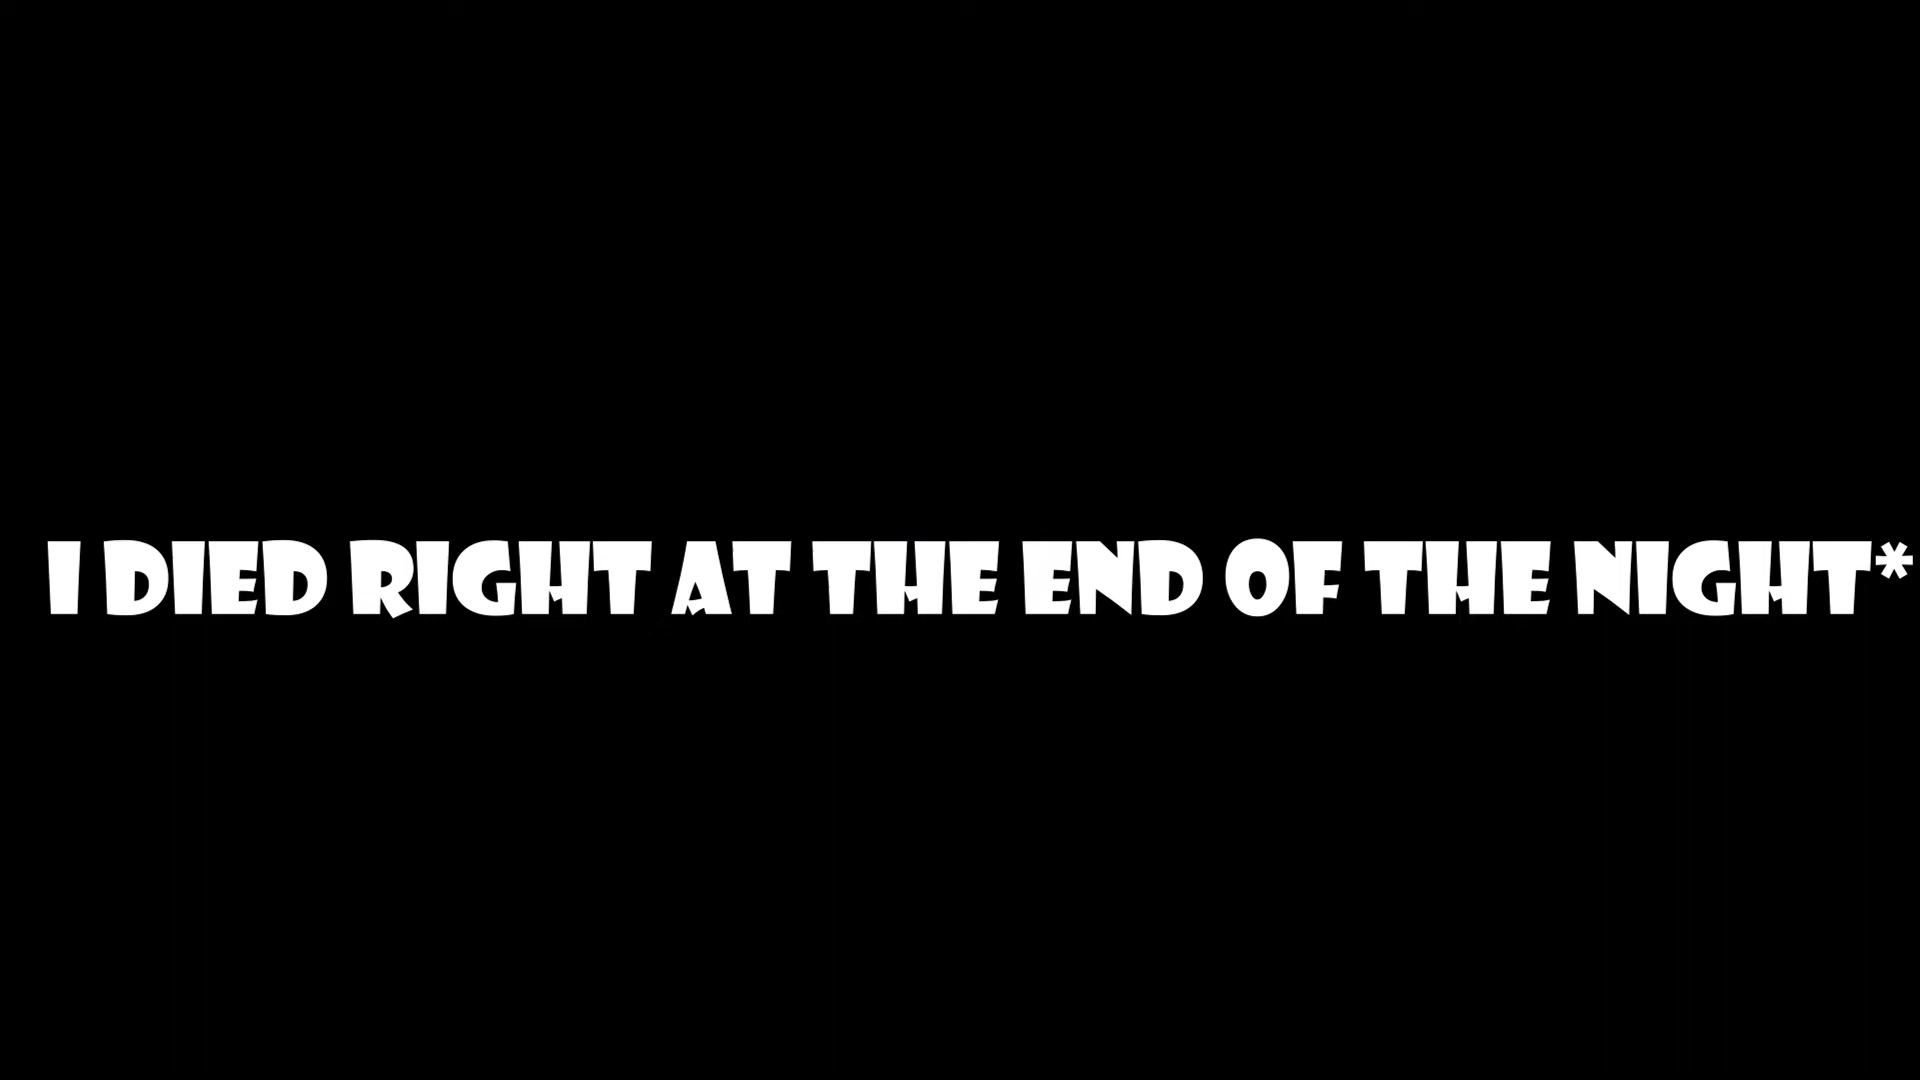 I DIED RIGHT AT THE END OF THE NIGHT*